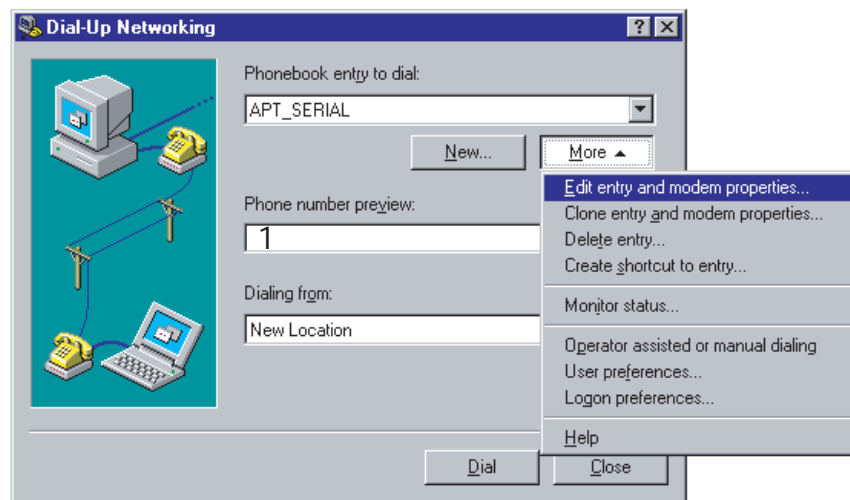 Dial-Up Networking
Phonebook entry to dial:
APT_SERIAL
New...
More
Edit entry and modem properties...
Clone entry and modem properties...
Delete entry...
Create shortcut to entry...
Monitor status...
Operator assisted or manual dialing
User preferences...
Logon preferences...
Help
Phone number preview:
1
Dialing from:
New Location
Dial
Close